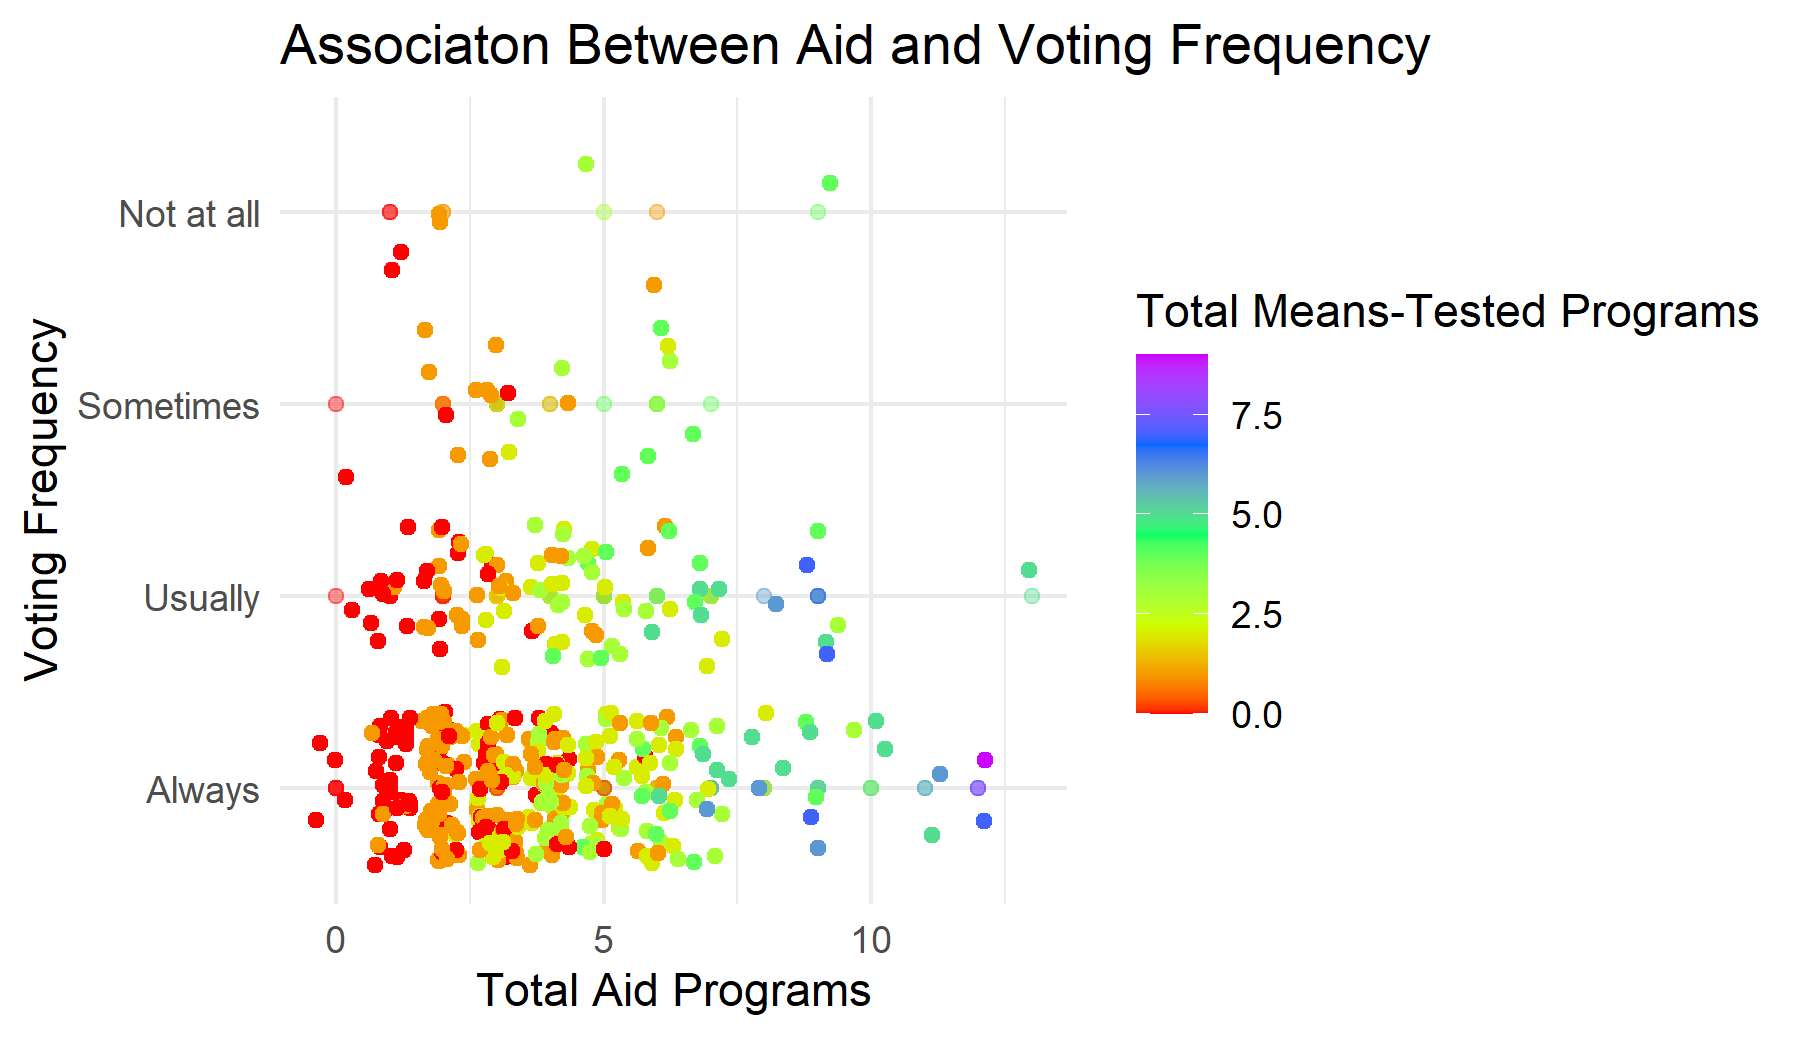 Associaton Between Aid and Voting Frequency
Voting Frequency
Not at all
Sometimes
Usually
Always
0
5
10
Total Aid Programs
Total Means-Tested Programs
7.5
5.0
2.5
0.0